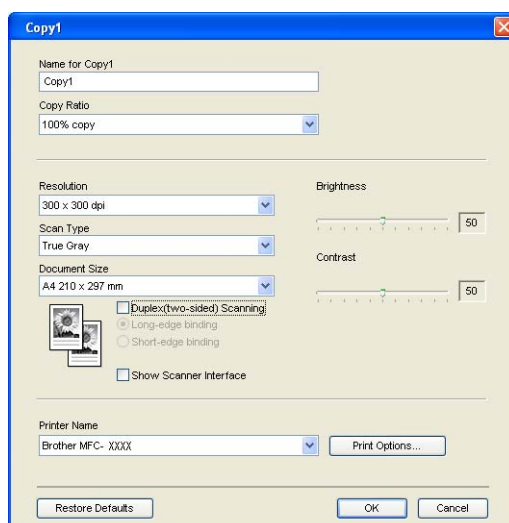 Copy1
Name for Copy1
Copy1
Copy Ratio
100% copy
Resolution
300 x 300 dpi
Scan Type
True Gray
Document Size
A4 210 x 297 mm
Duplex(two-sided) Scanning
Long-edge binding
Short-edge binding
Show Scanner Interface
Brightness
50
Contrast
50
Printer Name
Brother MFC- XXXX
Print Options...
Restore Defaults
OK
Cancel